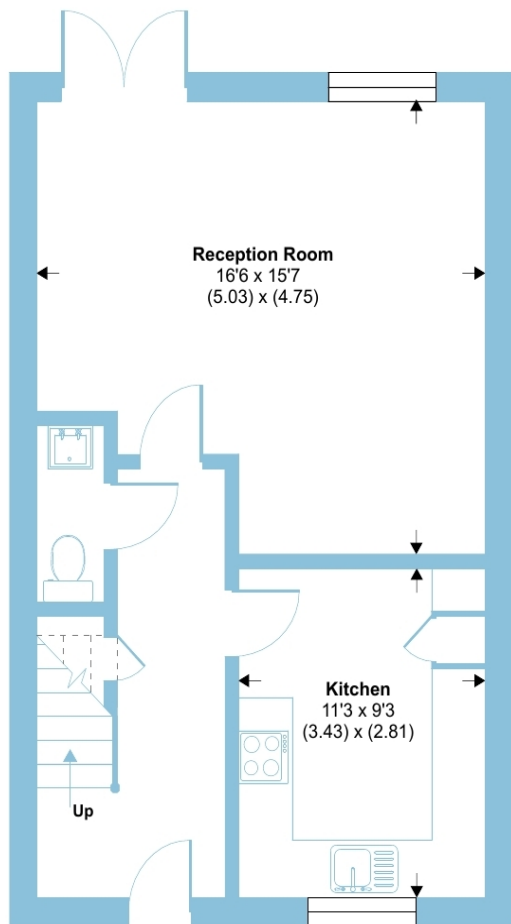 Reception Room
16'6 x 15'7
(5.03) x (4.75)
Kitchen
11'3 x 9'3
(3.43) x (2.81)
Up